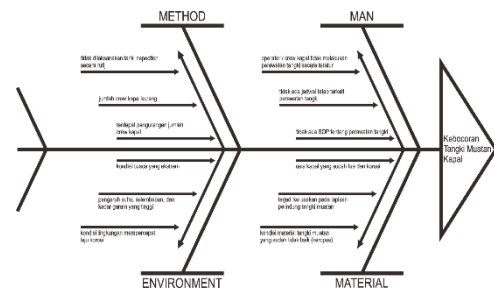 METHOD
MAN
tidak dilaksanakan tank inspection
secara rutin
operator / crew kapal tidak melakukan
perawatan tangki secara teratur
jumlah crew kapal kurang
tidak ada jadwal tetap terkait
perawatan tangki
terdapat pengurangan jumlah
crew kapal
tidak ada SOP tentang perawatan tangki
Kebocoran
Tangki Muatan
Kapal
kondisi cuaca yang ekstrem
usia kapal yang sudah tua dan korosi
pengaruh suhu, kelembaban, dan
kadar garam yang tinggi
terjadi kerusakan pada lapisan
pelindung tangki muatan
kondisi lingkungan mempercepat
laju korosi
kondisi material tangki muatan
yang sudah tidak baik (keropos)
ENVIRONMENT
MATERIAL